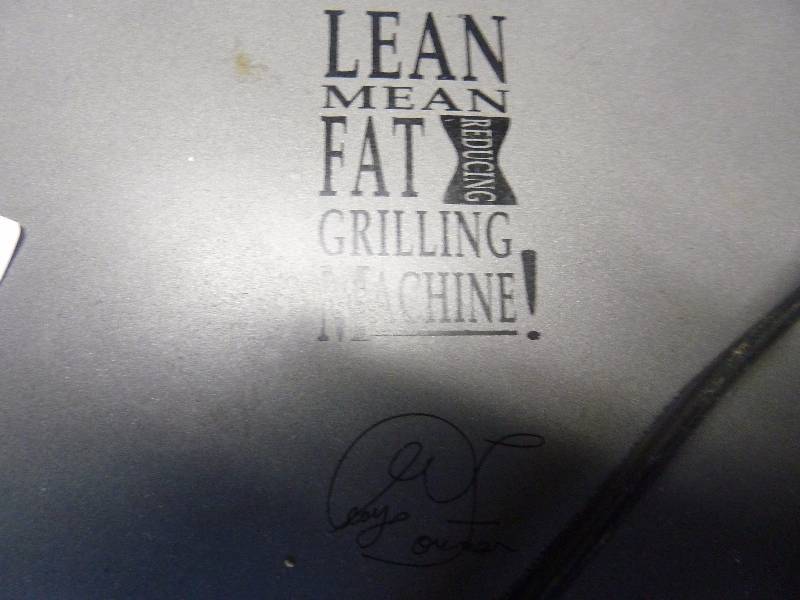 LEAN
MEAN
FAT REDUCING
GRILLING
MACHINE!